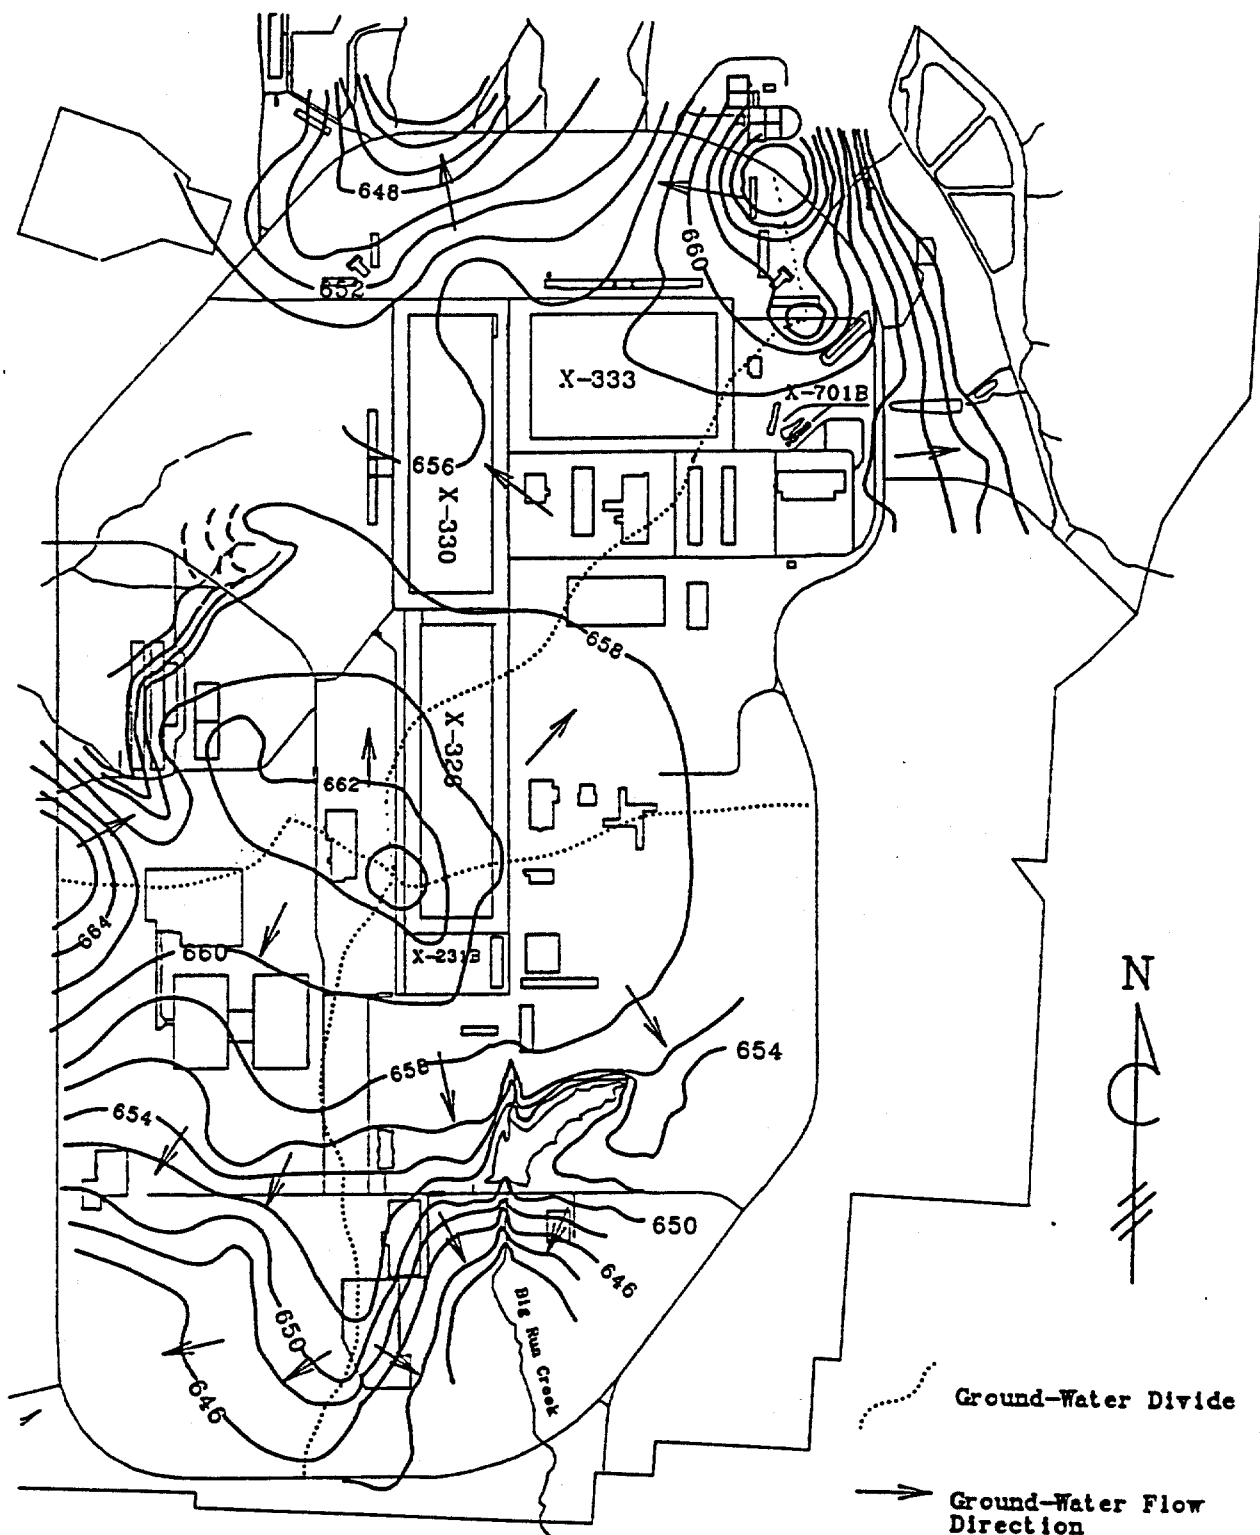 648
660
652
X-333
X-701B
656
X-330
658
X-326
662
664
660
X-231B
N
658
654
654
650
646
650
646
Big Run Creek
Ground-Water Divide
Ground-Water Flow
Direction